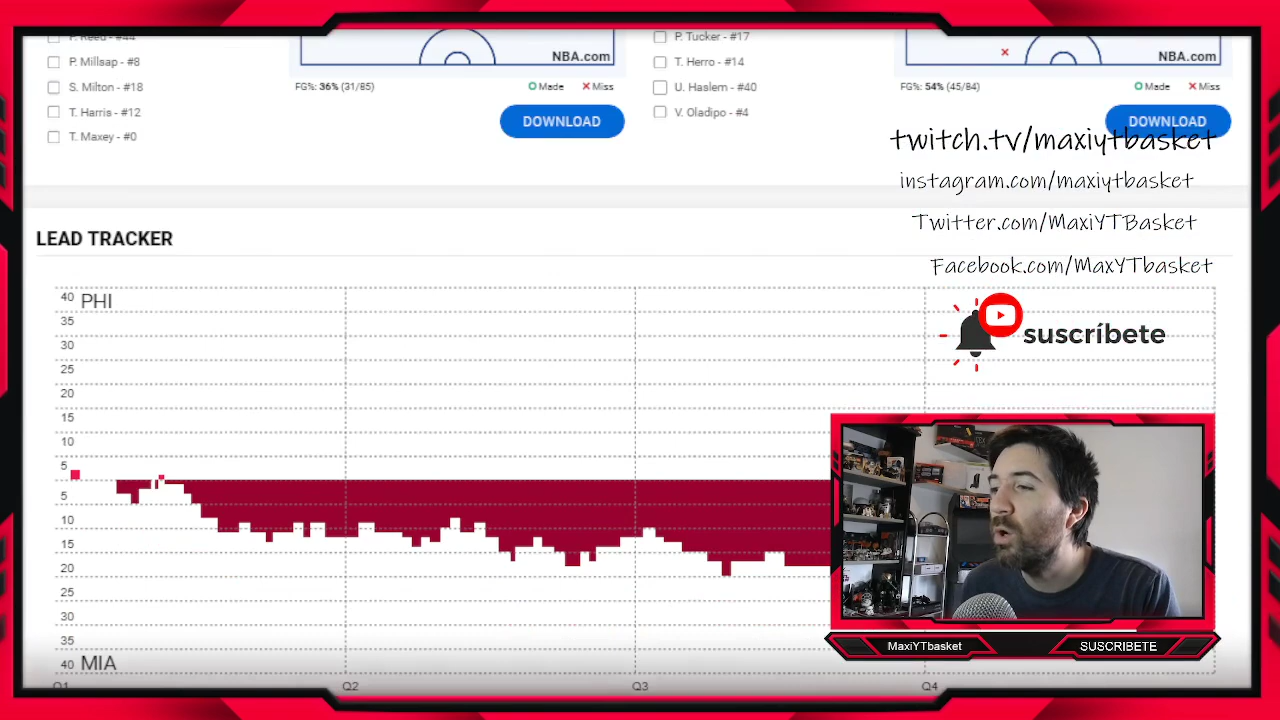 P. Reed - #44
P. Millsap - #8
S. Milton - #18
T. Harris - #12
T. Maxey - #0
NBA.com
FG%: 36% (31/85)
Made
Miss
DOWNLOAD
P. Tucker - #17
T. Herro - #14
U. Haslem - #40
V. Oladipo - #4
NBA.com
FG%: 54% (45/84)
Made
Miss
DOWNLOAD
twitch.tv/maxiytbasket
instagram.com/maxiytbasket
Twitter.com/MaxiYTBasket
Facebook.com/MaxYTbasket
suscríbete
LEAD TRACKER
40 PHI
35
30
25
20
15
10
5
5
10
15
20
25
30
35
40 MIA
Q1 Q2 Q3 Q4
MaxiYTbasket
SUSCRIBETE